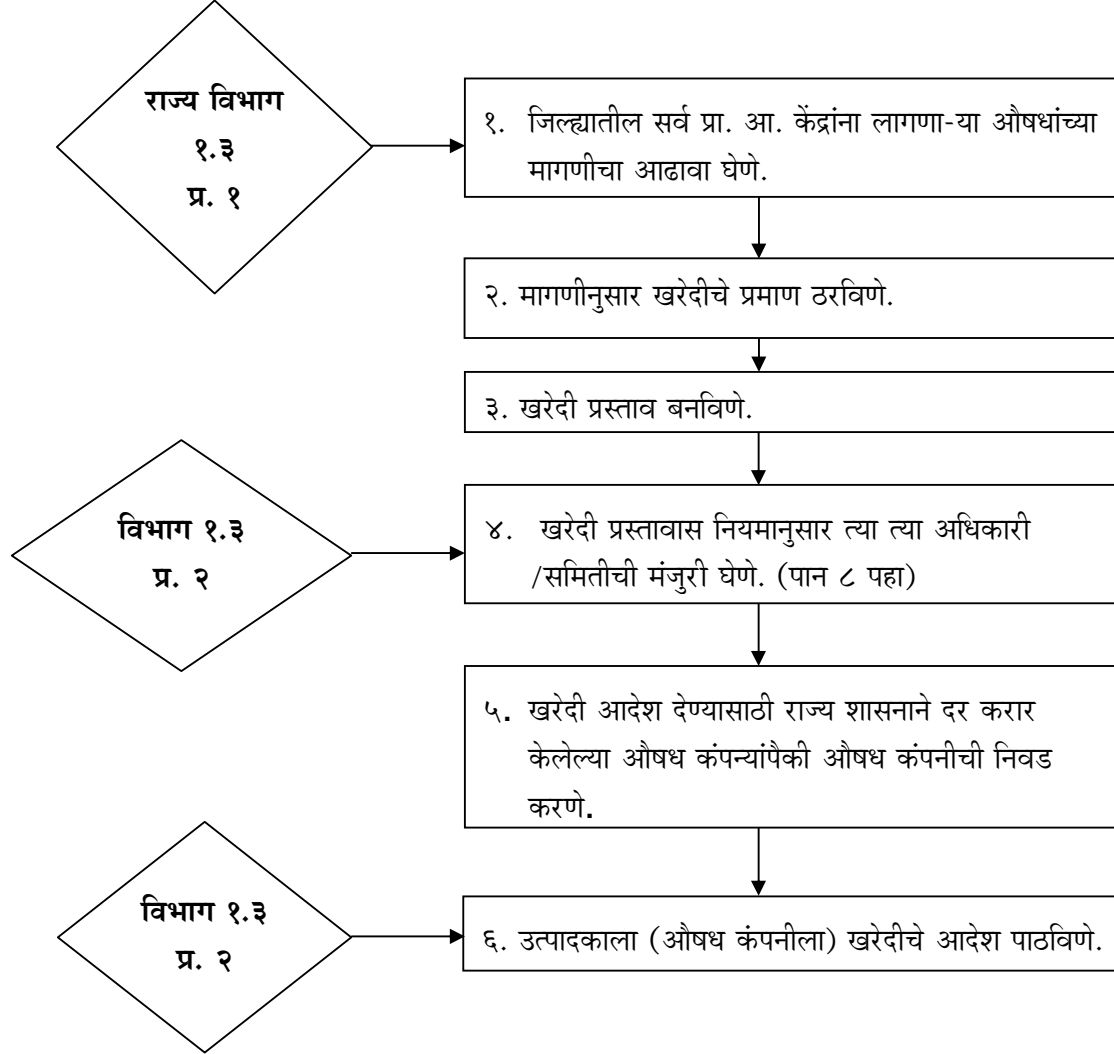 राज्य विभाग
१.३
प्र. १
१. जिल्ह्यातील सर्व प्रा. आ. केंद्रांना लागणा-या औषधांच्या
मागणीचा आढावा घेणे.
२. मागणीनुसार खरेदीचे प्रमाण ठरविणे.
३. खरेदी प्रस्ताव बनविणे.
विभाग १.३
प्र. २
४. खरेदी प्रस्तावास नियमानुसार त्या त्या अधिकारी
/समितीची मंजुरी घेणे. (पान ८ पहा)
५. खरेदी आदेश देण्यासाठी राज्य शासनाने दर करार
केलेल्या औषध कंपन्यांपैकी औषध कंपनीची निवड
करणे.
विभाग १.३
प्र. २
६. उत्पादकाला (औषध कंपनीला) खरेदीचे आदेश पाठविणे.